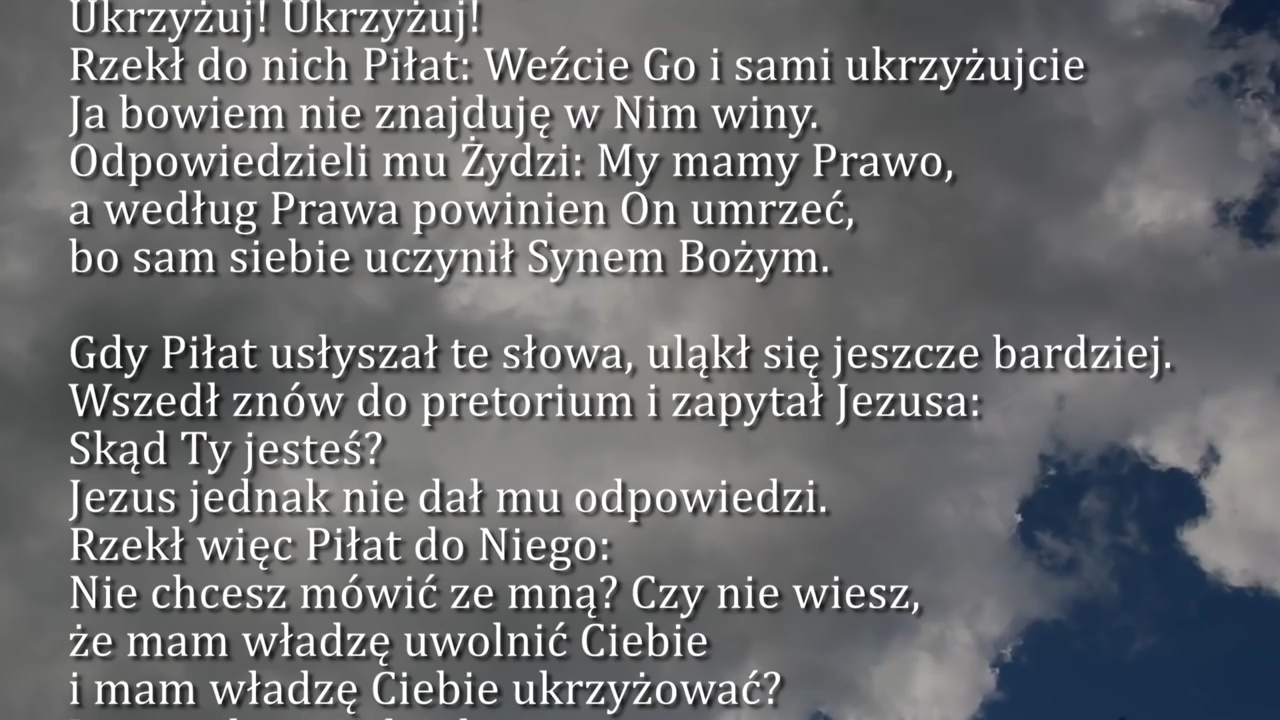 Ukrzyżuj! Ukrzyżuj!
Rzekł do nich Piłat: Weźcie Go i sami ukrzyżujcie
Ja bowiem nie znajduję w Nim winy.
Odpowiedzieli mu Żydzi: My mamy Prawo,
a według Prawa powinien On umrzeć,
bo sam siebie uczynił Synem Bożym.
Gdy Piłat usłyszał te słowa, uląkł się jeszcze bardziej.
Wszedł znów do pretorium i zapytał Jezusa:
Skąd Ty jesteś?
Jezus jednak nie dał mu odpowiedzi.
Rzekł więc Piłat do Niego:
Nie chcesz mówić ze mną? Czy nie wiesz,
że mam władzę uwolnić Ciebie
i mam władzę Ciebie ukrzyżować?